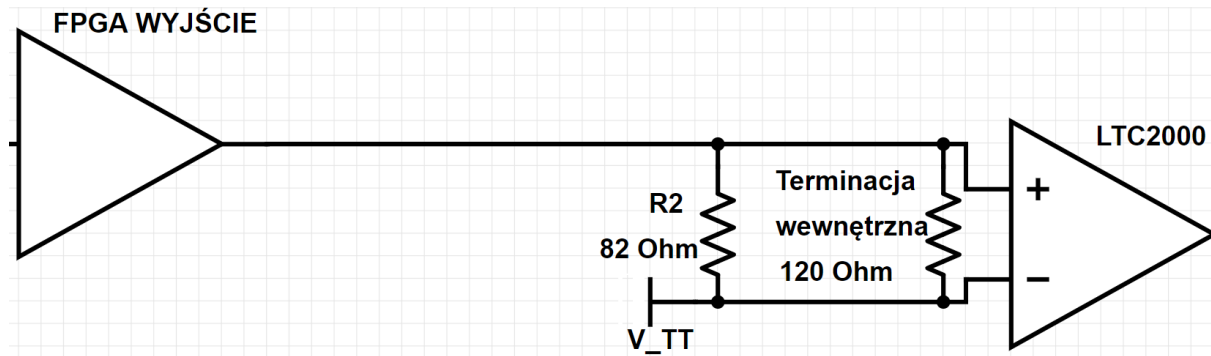 FPGA WYJŚCIE
LTC2000
Terminacja
wewnętrzna
120 Ohm
R2
82 Ohm
+
−
V_TT